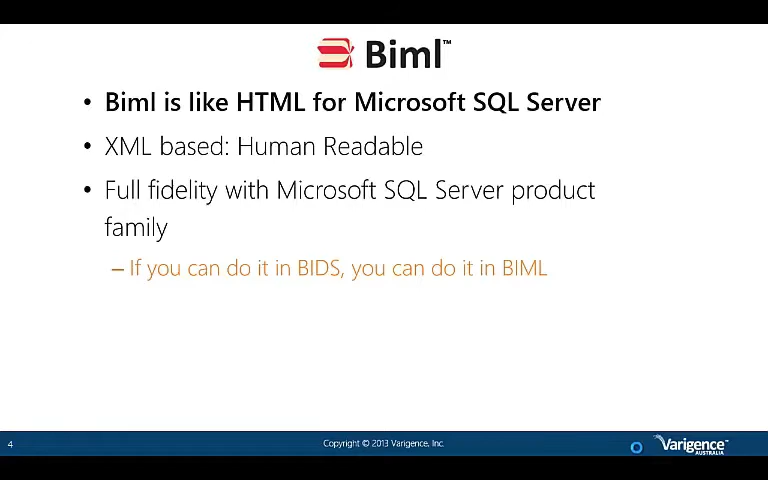 Biml™
• Biml is like HTML for Microsoft SQL Server
• XML based: Human Readable
• Full fidelity with Microsoft SQL Server product
family
– If you can do it in BIDS, you can do it in BIML
4
Copyright © 2013 Varigence, Inc.
Varigence™
AUSTRALIA